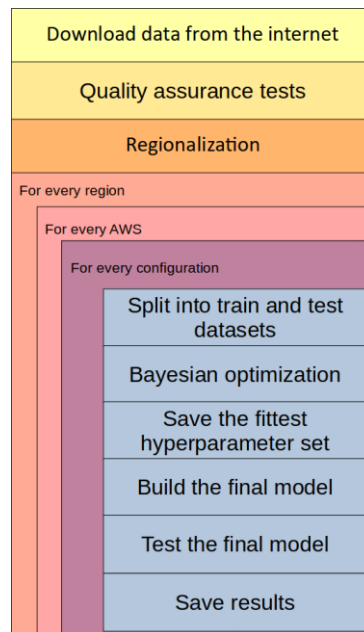 Download data from the internet
Quality assurance tests
Regionalization
For every region
For every AWS
For every configuration
Split into train and test
datasets
Bayesian optimization
Save the fittest
hyperparameter set
Build the final model
Test the final model
Save results